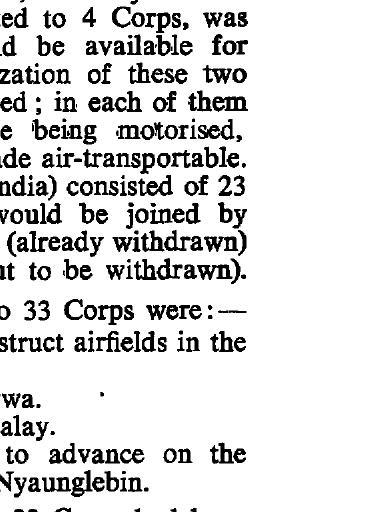 ed to 4 Corps, was
d be available for
zation of these two
ed; in each of them
e being motorised,
de air-transportable.
ndia) consisted of 23
would be joined by
(already withdrawn)
t to be withdrawn).
o 33 Corps were:—
struct airfields in the
wa.
alay.
to advance on the
Nyaunglebin.